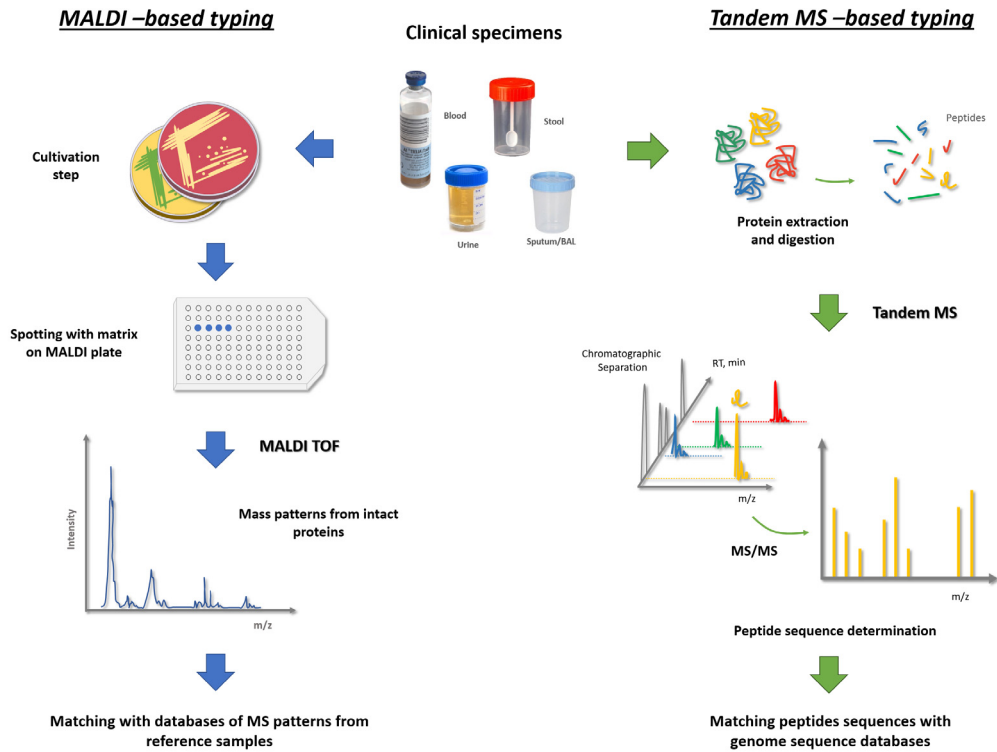 MALDI –based typing
Clinical specimens
Tandem MS –based typing
Blood
Stool
Urine
Sputum/BAL
Cultivation
step
Spotting with matrix
on MALDI plate
MALDI TOF
Intensity
Mass patterns from intact
proteins
m/z
Matching with databases of MS patterns from
reference samples
Peptides
Protein extraction
and digestion
Tandem MS
Chromatographic
Separation
RT, min
m/z
MS/MS
m/z
Peptide sequence determination
Matching peptides sequences with
genome sequence databases